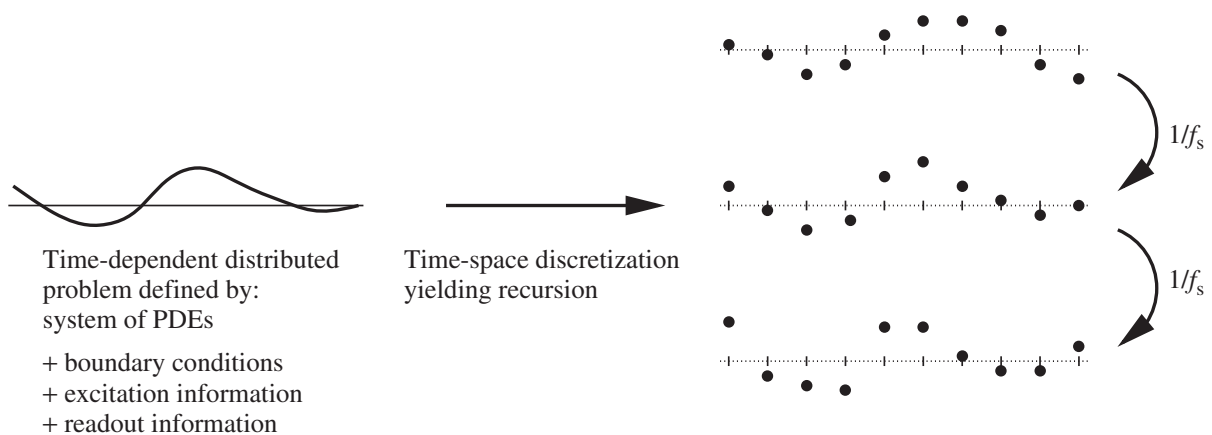 1/fs
1/fs
Time-dependent distributed
problem defined by:
system of PDEs
+ boundary conditions
+ excitation information
+ readout information
Time-space discretization
yielding recursion